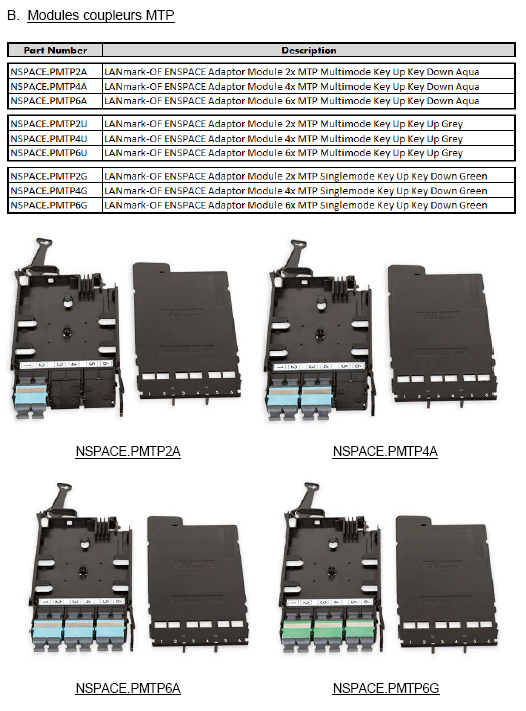 B. Modules coupleurs MTP
Part Number Description
NSPACE.PMTP2A LANmark-OF ENSPACE Adaptor Module 2x MTP Multimode Key Up Key Down Aqua
NSPACE.PMTP4A LANmark-OF ENSPACE Adaptor Module 4x MTP Multimode Key Up Key Down Aqua
NSPACE.PMTP6A LANmark-OF ENSPACE Adaptor Module 6x MTP Multimode Key Up Key Down Aqua
NSPACE.PMTP2U LANmark-OF ENSPACE Adaptor Module 2x MTP Multimode Key Up Key Up Grey
NSPACE.PMTP4U LANmark-OF ENSPACE Adaptor Module 4x MTP Multimode Key Up Key Up Grey
NSPACE.PMTP6U LANmark-OF ENSPACE Adaptor Module 6x MTP Multimode Key Up Key Up Grey
NSPACE.PMTP2G LANmark-OF ENSPACE Adaptor Module 2x MTP Singlemode Key Up Key Down Green
NSPACE.PMTP4G LANmark-OF ENSPACE Adaptor Module 4x MTP Singlemode Key Up Key Down Green
NSPACE.PMTP6G LANmark-OF ENSPACE Adaptor Module 6x MTP Singlemode Key Up Key Down Green
NSPACE.PMTP2A NSPACE.PMTP4A
NSPACE.PMTP6A NSPACE.PMTP6G